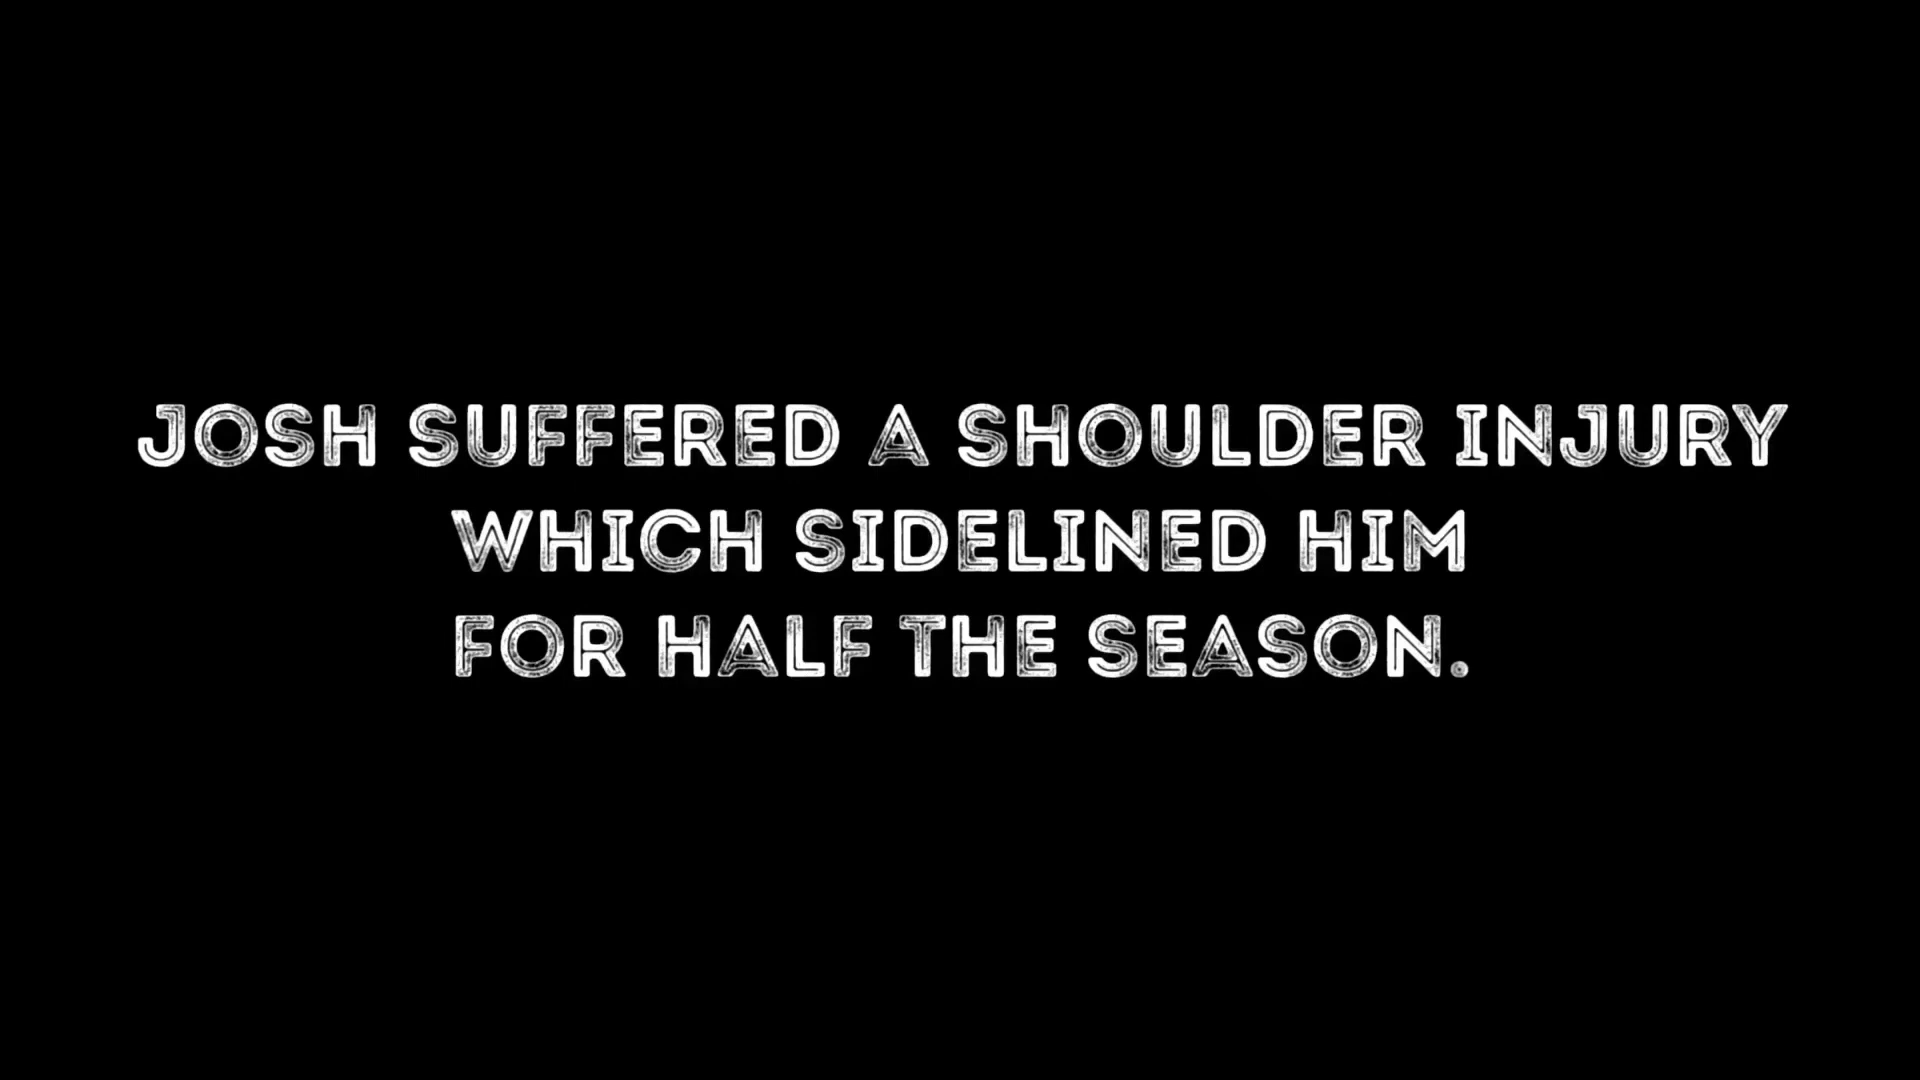 JOSH SUFFERED A SHOULDER INJURY
WHICH SIDELINED HIM
FOR HALF THE SEASON.